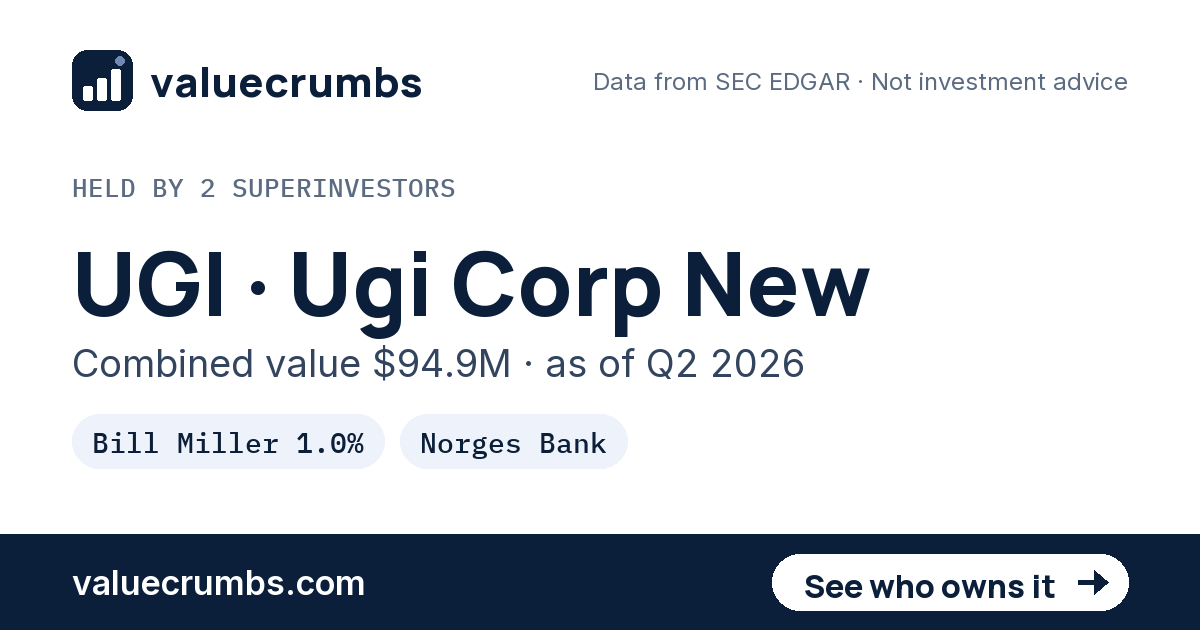 valuecrumbs
Data from SEC EDGAR · Not investment advice
HELD BY 2 SUPERINVESTORS
UGI · Ugi Corp New
Combined value $94.9M · as of Q2 2026
Bill Miller 1.0%
Norges Bank
valuecrumbs.com
See who owns it →